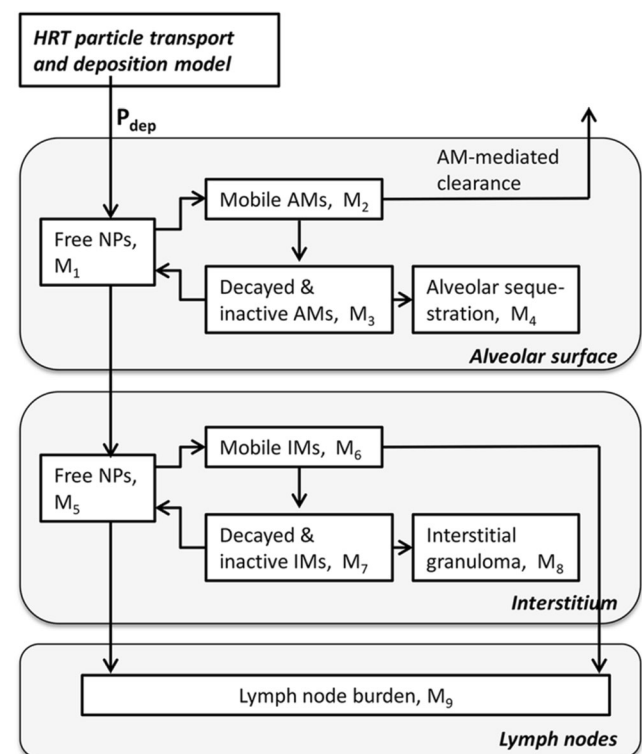 HRT particle transport
and deposition model
Pdep
AM-mediated
clearance
Mobile AMs, M2
Free NPs,
M1
Decayed &
inactive AMs, M3
Alveolar seque-
stration, M4
Alveolar surface
Mobile IMs, M6
Free NPs,
M5
Decayed &
inactive IMs, M7
Interstitial
granuloma, M8
Interstitium
Lymph node burden, M9
Lymph nodes